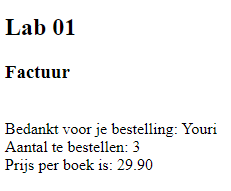 Lab 01
Factuur
Bedankt voor je bestelling: Youri
Aantal te bestellen: 3
Prijs per boek is: 29.90